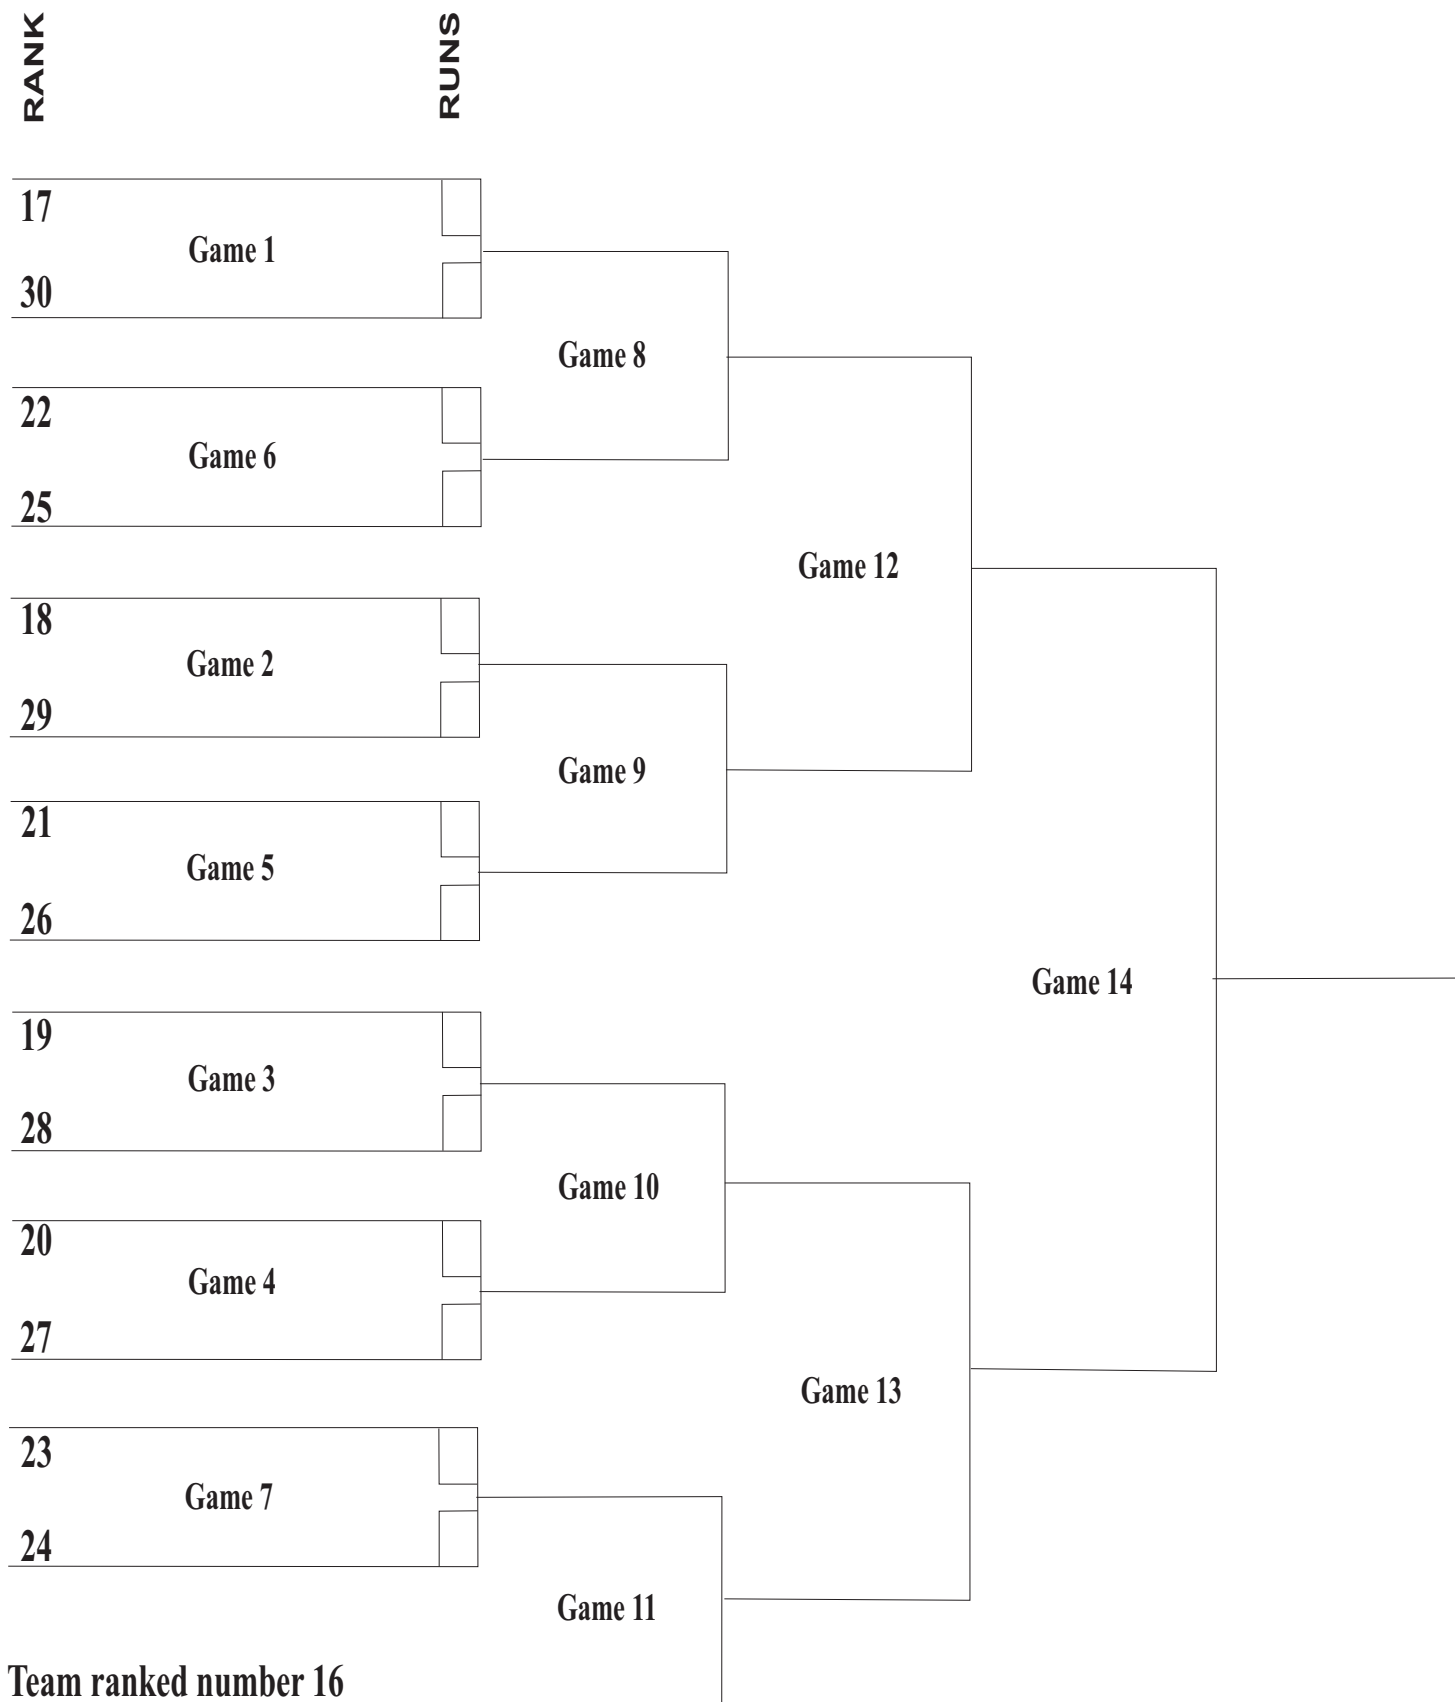 RANK RUNS
17
Game 1
30
Game 8
22
Game 6
25
Game 12
18
Game 2
29
Game 9
21
Game 5
26
Game 14
19
Game 3
28
Game 10
20
Game 4
27
Game 13
23
Game 7
24
Game 11
Team ranked number 16